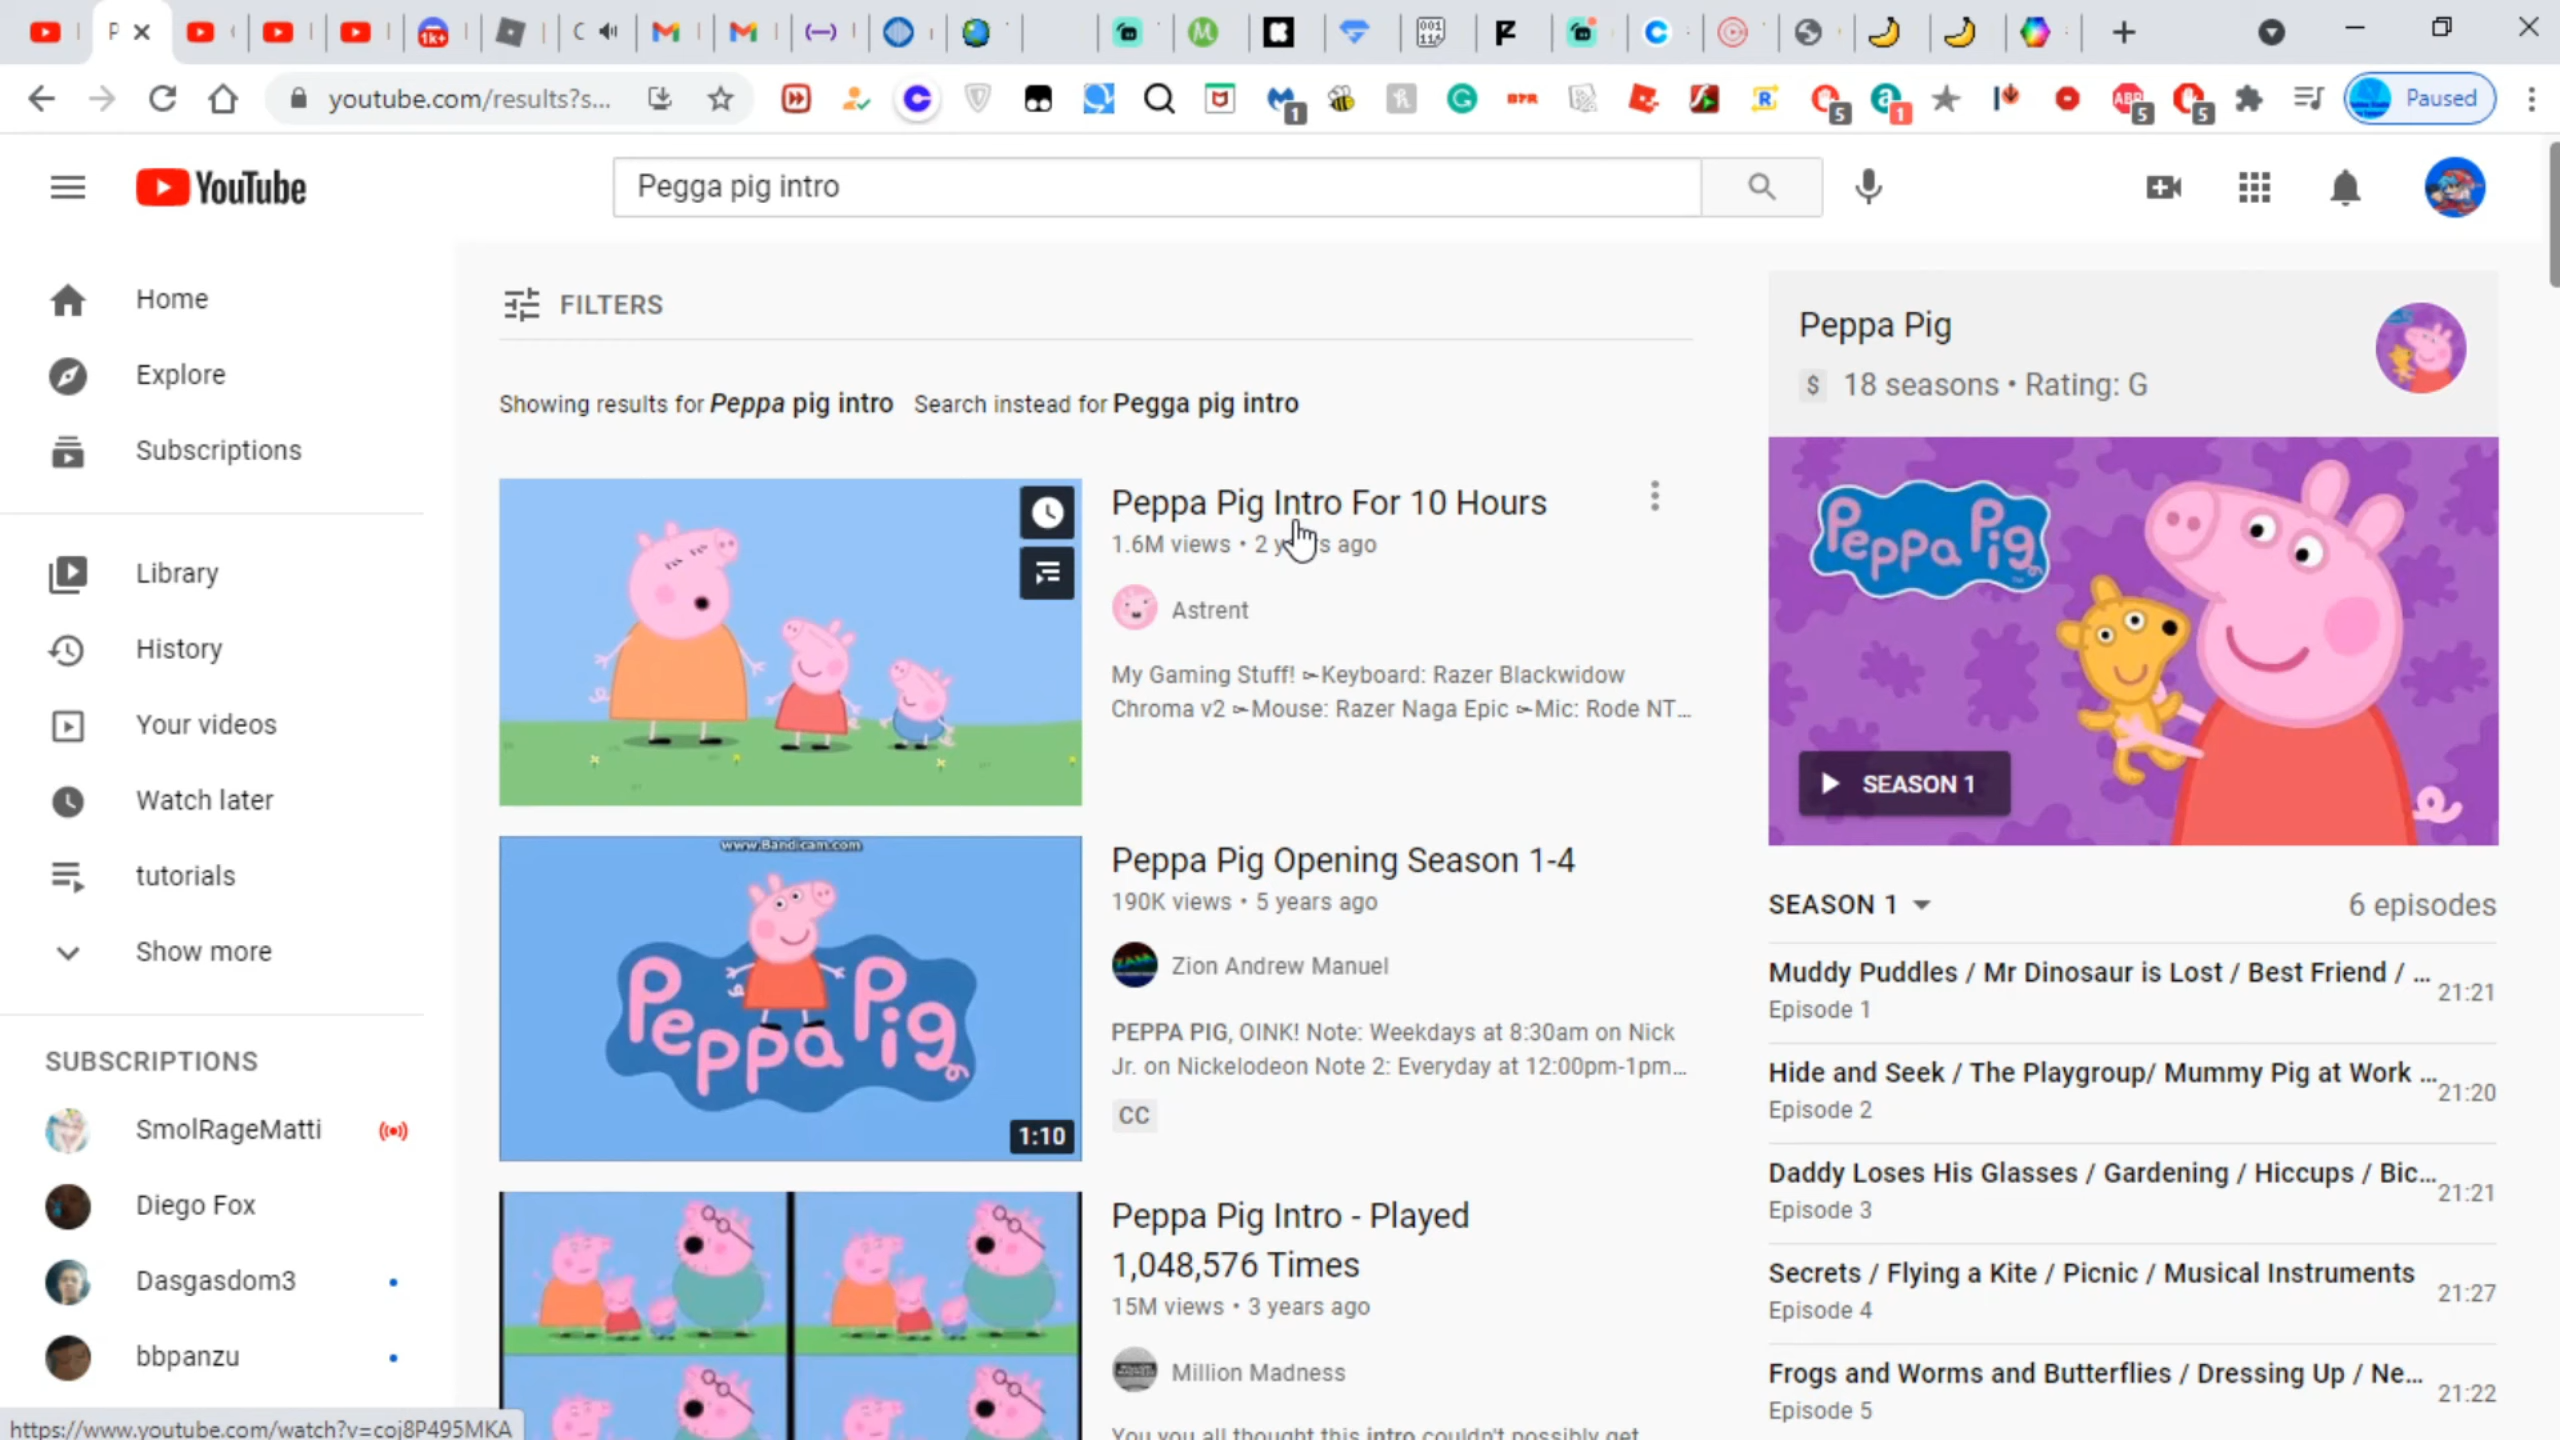 youtube.com/results?s...
Paused
YouTube
Pegga pig intro
Home
Explore
Subscriptions
Library
History
Your videos
Watch later
tutorials
Show more
SUBSCRIPTIONS
SmolRageMatti
Diego Fox
Dasgasdom3
bbpanzu
https://www.youtube.com/watch?v=coj8P495MKA
FILTERS
Showing results for Peppa pig intro Search instead for Pegga pig intro
Peppa Pig Intro For 10 Hours
1.6M views • 2 ago
Astrent
My Gaming Stuff! ➛Keyboard: Razer Blackwidow
Chroma v2 ➛Mouse: Razer Naga Epic ➛Mic: Rode NT...
www.Bandicam.com
Peppa Pig
1:10
Peppa Pig Opening Season 1-4
190K views • 5 years ago
Zion Andrew Manuel
PEPPA PIG, OINK! Note: Weekdays at 8:30am on Nick
Jr. on Nickelodeon Note 2: Everyday at 12:00pm-1pm...
CC
Peppa Pig Intro - Played
1,048,576 Times
15M views • 3 years ago
Million Madness
You you all thought this intro couldn't possibly get
Peppa Pig
$ 18 seasons • Rating: G
Peppa Pig
SEASON 1
SEASON 1
6 episodes
Muddy Puddles / Mr Dinosaur is Lost / Best Friend / ...
21:21
Episode 1
Hide and Seek / The Playgroup/ Mummy Pig at Work ...
21:20
Episode 2
Daddy Loses His Glasses / Gardening / Hiccups / Bic...
21:21
Episode 3
Secrets / Flying a Kite / Picnic / Musical Instruments
21:27
Episode 4
Frogs and Worms and Butterflies / Dressing Up / Ne...
21:22
Episode 5